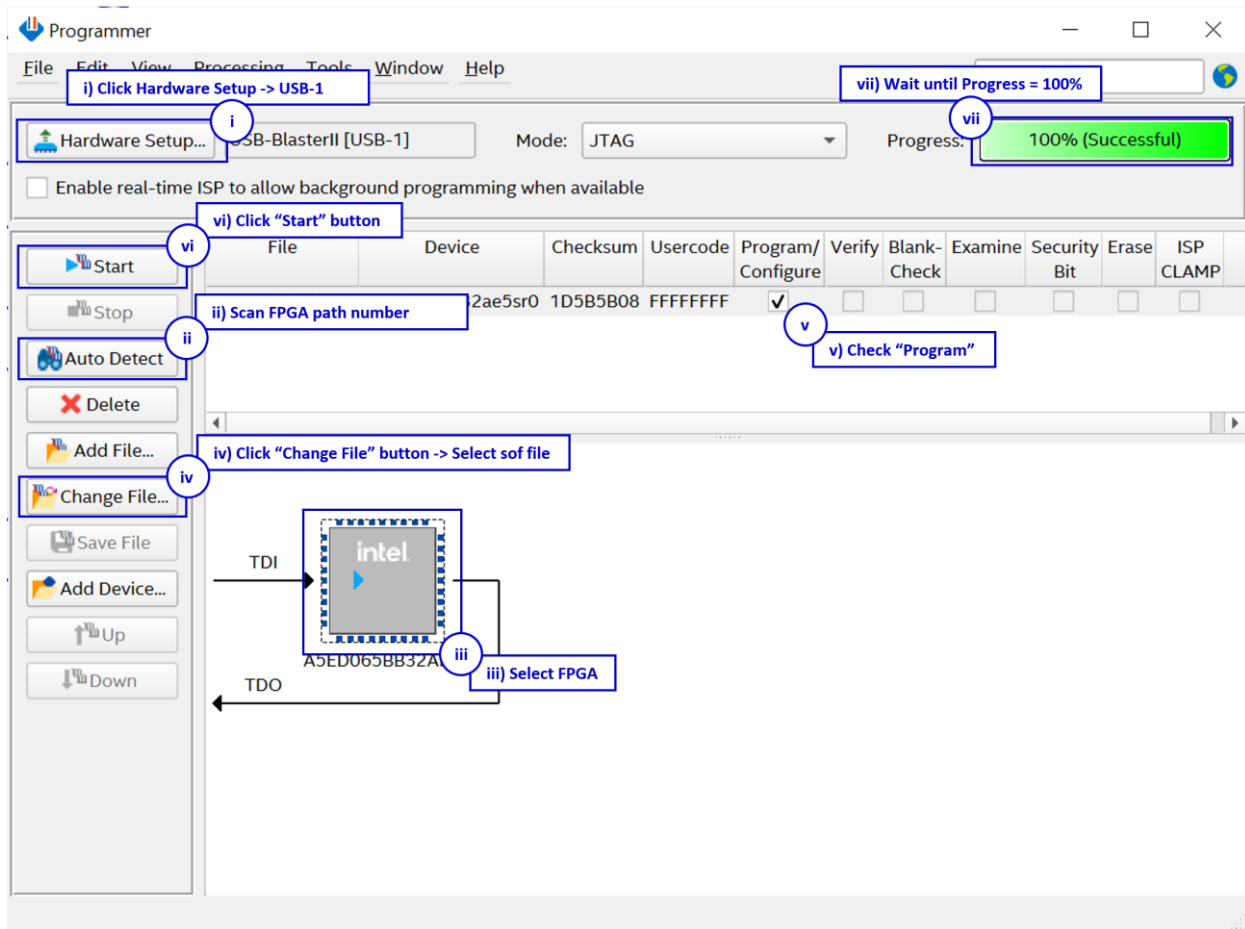 Programmer
File Edit View Processing Tools Window Help
i) Click Hardware Setup -> USB-1
vii) Wait until Progress = 100%
i
vii
Hardware Setup... USB-BlasterII [USB-1] Mode: JTAG Progress: 100% (Successful)
Enable real-time ISP to allow background programming when available
vi) Click “Start” button
vi
Start
File Device Checksum Usercode Program/ Configure Verify Blank- Check Examine Security Bit Erase ISP CLAMP
32ae5sr0 1D5B5B08 FFFFFFFF
Stop
ii) Scan FPGA path number
v
v) Check “Program”
ii
Auto Detect
Delete
Add File...
iv) Click “Change File” button -> Select sof file
iv
Change File...
Save File
intel
TDI
Add Device...
Up
iii
A5ED065BB32A
iii) Select FPGA
Down
TDO